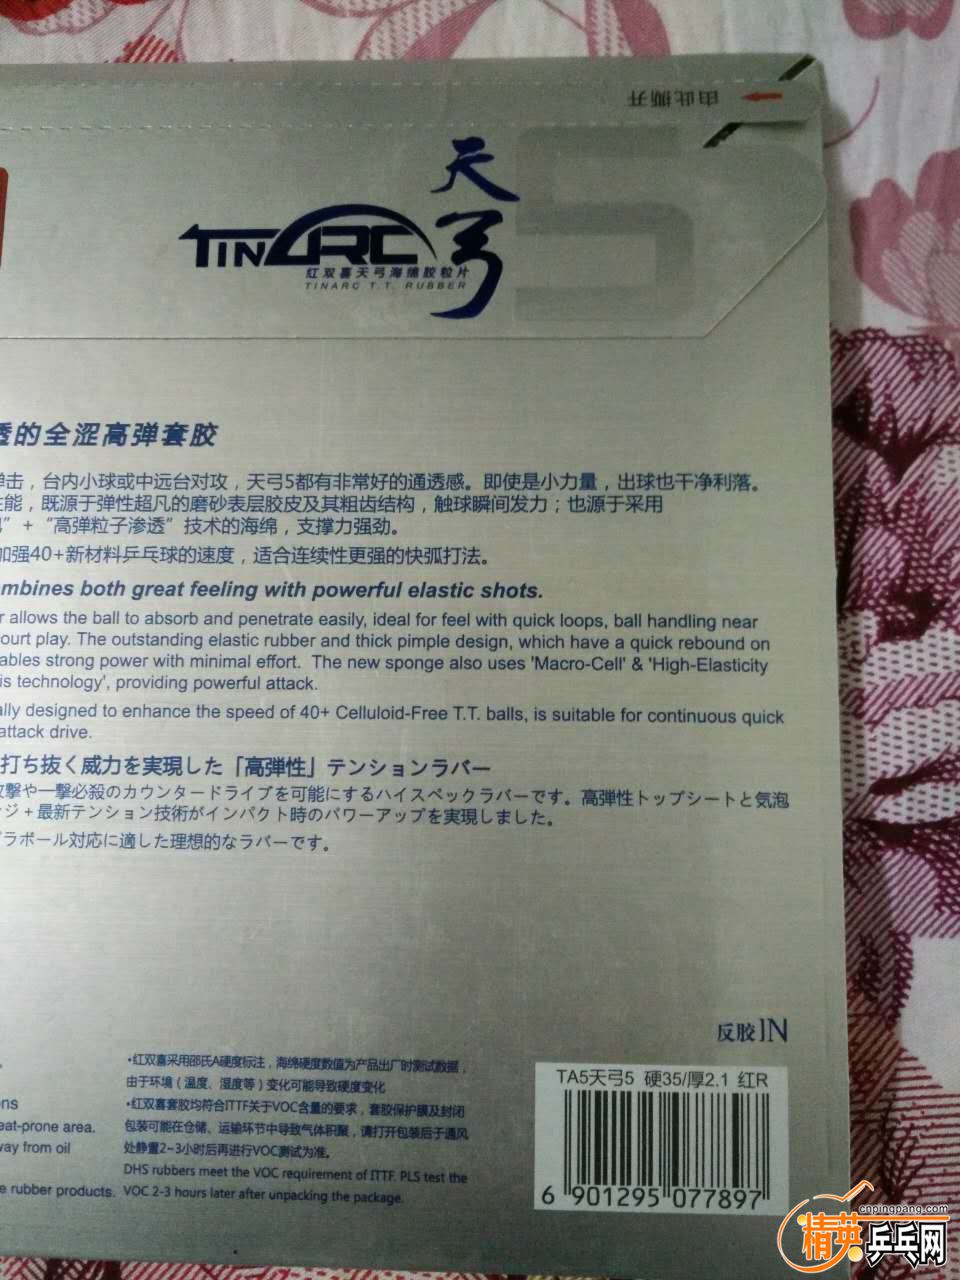 由此撕开
天弓
TINARC
红双喜天弓海绵胶粒片
TINARC T.T. RUBBER
5
透的全涩高弹套胶
弹击，台内小球或中远台对攻，天弓5都有非常好的通透感。即使是小力量，出球也干净利落。
性能，既源于弹性超凡的磨砂表层胶皮及其粗齿结构，触球瞬间发力；也源于采用
”+“高弹粒子渗透”技术的海绵，支撑力强劲。
加强40+新材料乒乓球的速度，适合连续性更强的快弧打法。
mbines both great feeling with powerful elastic shots.
r allows the ball to absorb and penetrate easily, ideal for feel with quick loops, ball handling near
ourt play. The outstanding elastic rubber and thick pimple design, which have a quick rebound on
ables strong power with minimal effort. The new sponge also uses 'Macro-Cell' & 'High-Elasticity
is technology', providing powerful attack.
ally designed to enhance the speed of 40+ Celluloid-Free T.T. balls, is suitable for continuous quick
attack drive.
打ち抜く威力を実現した「高弾性」テンションラバー
攻撃や一撃必殺のカウンタードライブを可能にするハイスペックラバーです。高弾性トップシートと気泡
ンジ＋最新テンション技術がインパクト時のパワーアップを実現しました。
プラボール対応に適した理想的なラバーです。
反胶IN
•红双喜采用邵氏A硬度标注，海绵硬度数值为产品出厂时测试数据，
由于环境（温度、湿度等）变化可能导致硬度变化
•红双喜套胶均符合ITTF关于VOC含量的要求，套胶保护膜及封闭
包装可能在仓储、运输环节中导致气体积聚，请打开包装后于通风
处静置2-3小时后再进行VOC测试为准。
DHS rubbers meet the VOC requirement of ITTF. PLS test the
VOC 2-3 hours later after unpacking the package.
ons
eat-prone area.
way from oil
e rubber products.
TA5天弓5 硬35/厚2.1 红R
6 901295 077897
cnpingpang.com
精英乒乓网